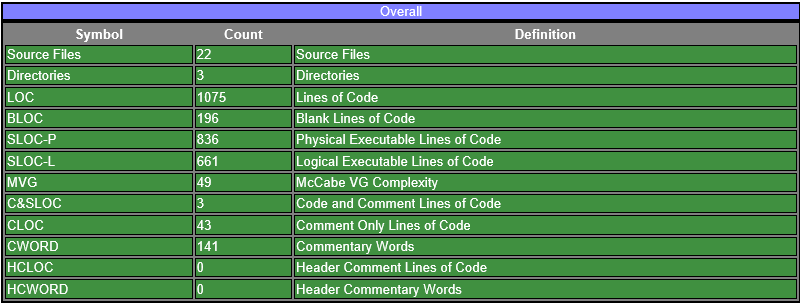 Overall
Symbol Count Definition
Source Files 22 Source Files
Directories 3 Directories
LOC 1075 Lines of Code
BLOC 196 Blank Lines of Code
SLOC-P 836 Physical Executable Lines of Code
SLOC-L 661 Logical Executable Lines of Code
MVG 49 McCabe VG Complexity
C&SLOC 3 Code and Comment Lines of Code
CLOC 43 Comment Only Lines of Code
CWORD 141 Commentary Words
HCLOC 0 Header Comment Lines of Code
HCWORD 0 Header Commentary Words